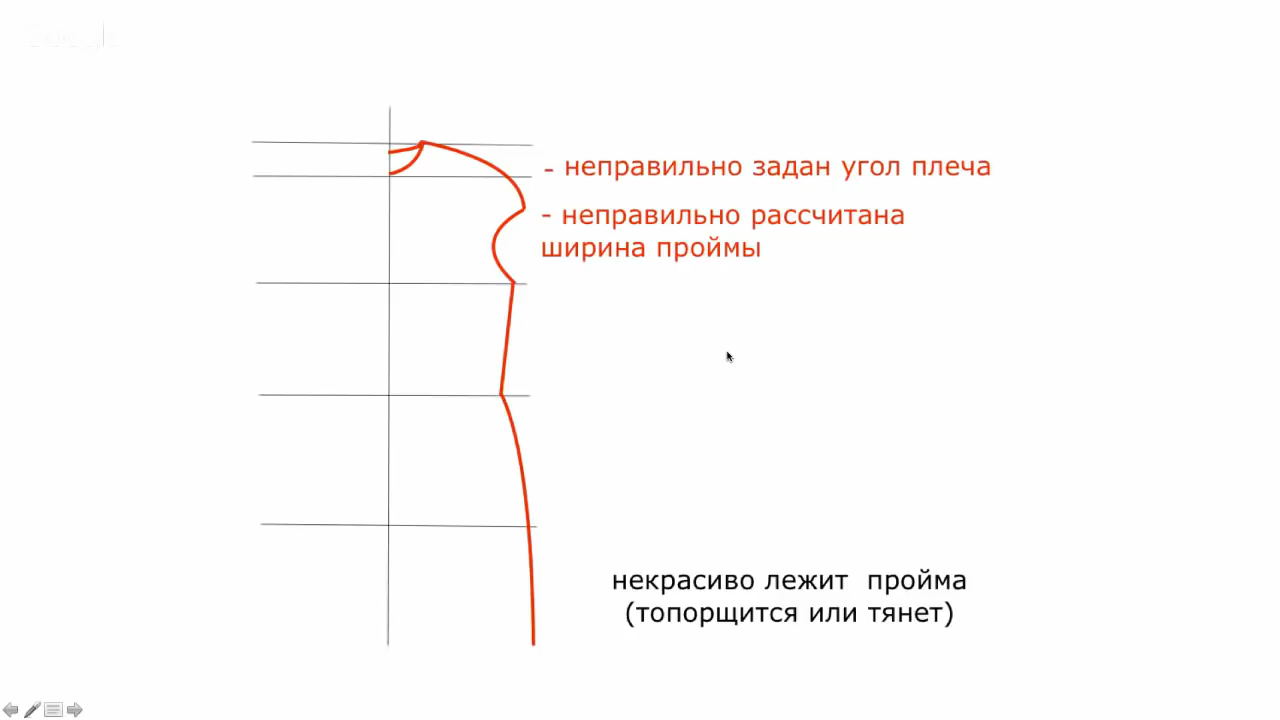 - неправильно задан угол плеча
- неправильно рассчитана
ширина проймы
некрасиво лежит пройма
(топорщится или тянет)